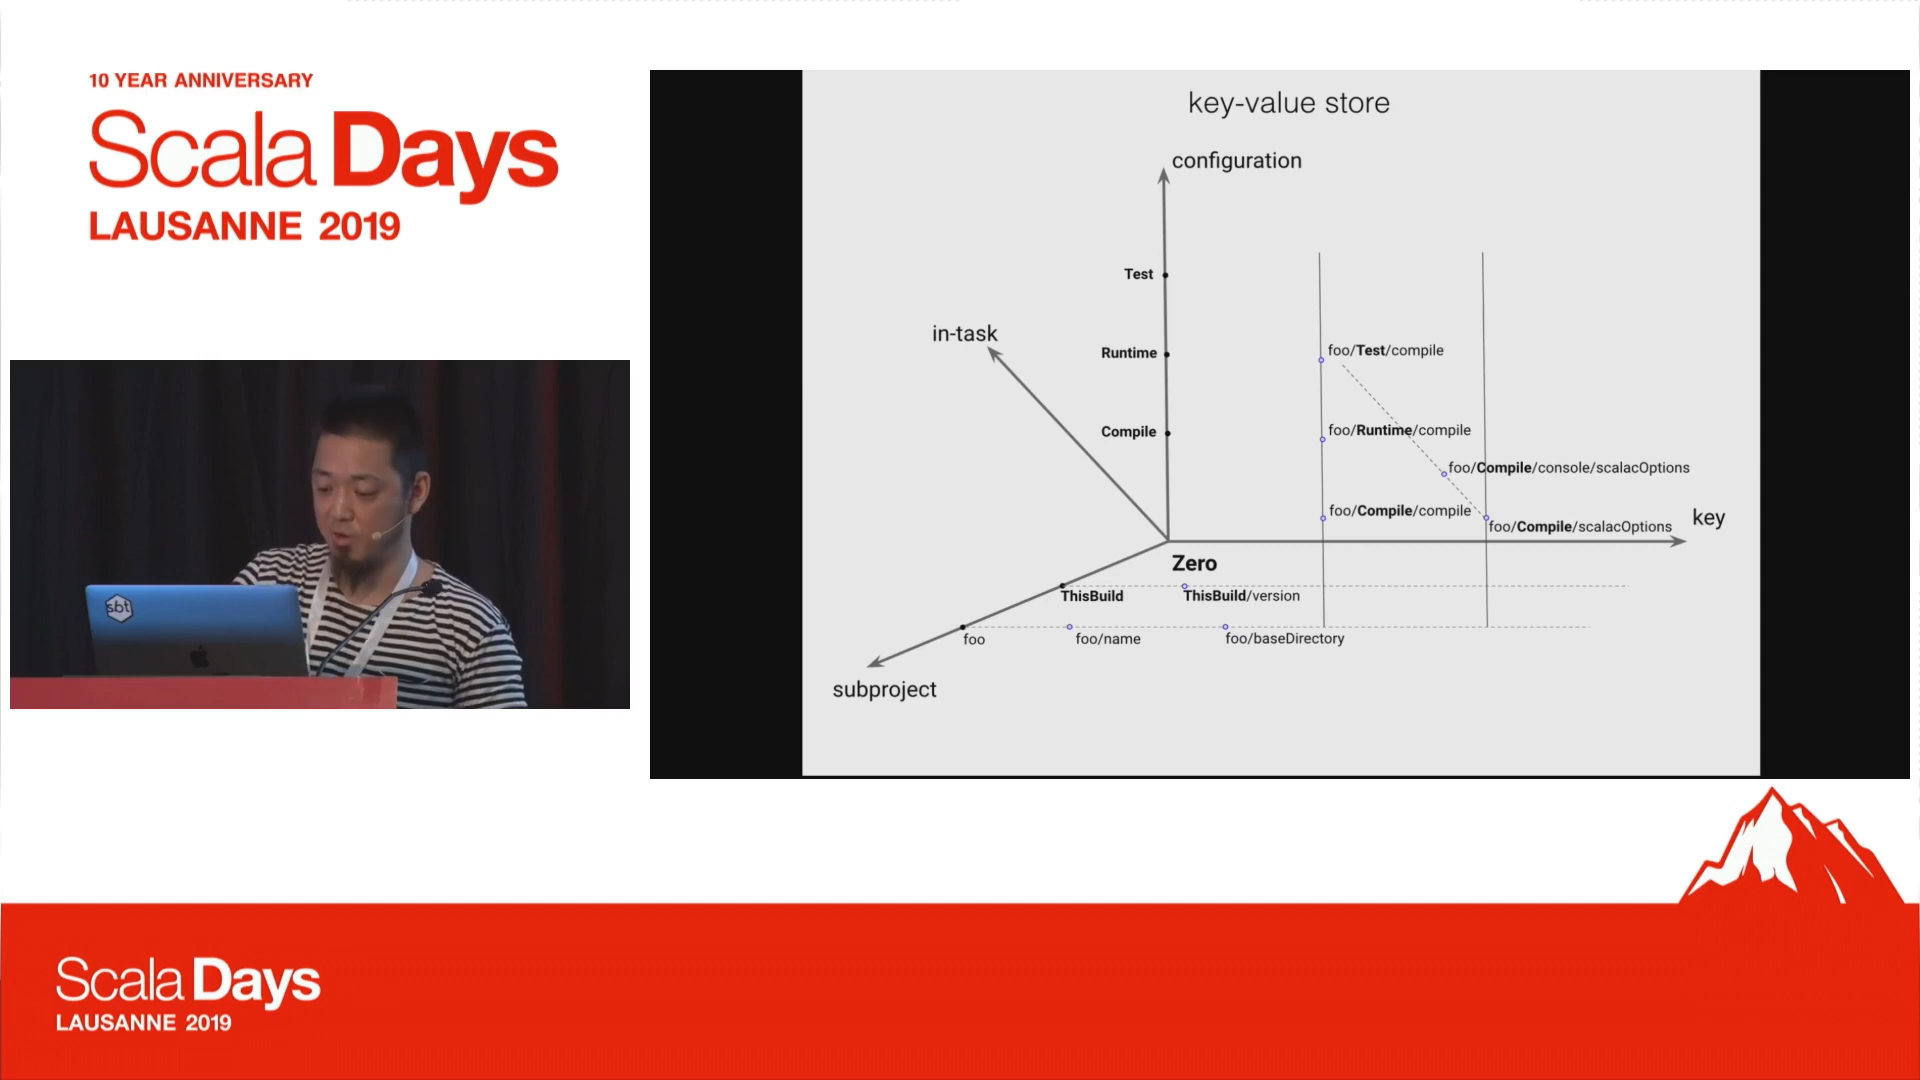 10 YEAR ANNIVERSARY
Scala Days
LAUSANNE 2019
sbt
key-value store
configuration
Test
in-task
Runtime
foo/Test/compile
Compile
foo/Runtime/compile
foo/Compile/console/scalacOptions
foo/Compile/compile
foo/Compile/scalacOptions
key
Zero
ThisBuild
ThisBuild/version
foo
foo/name
foo/baseDirectory
subproject
Scala Days
LAUSANNE 2019